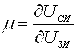 μ = ∂U_СИ / ∂U_ЗИ